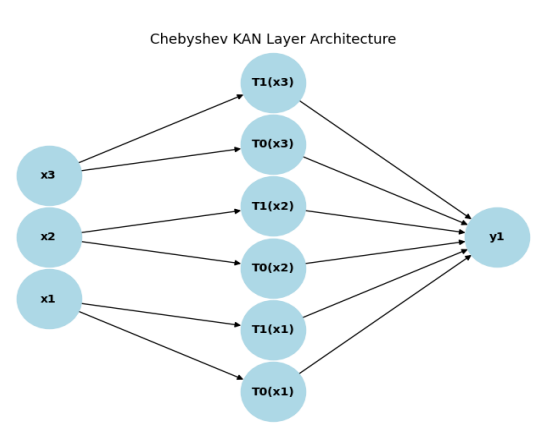 Chebyshev KAN Layer Architecture
T1(x3)
T0(x3)
x3
T1(x2)
x2
y1
T0(x2)
x1
T1(x1)
T0(x1)